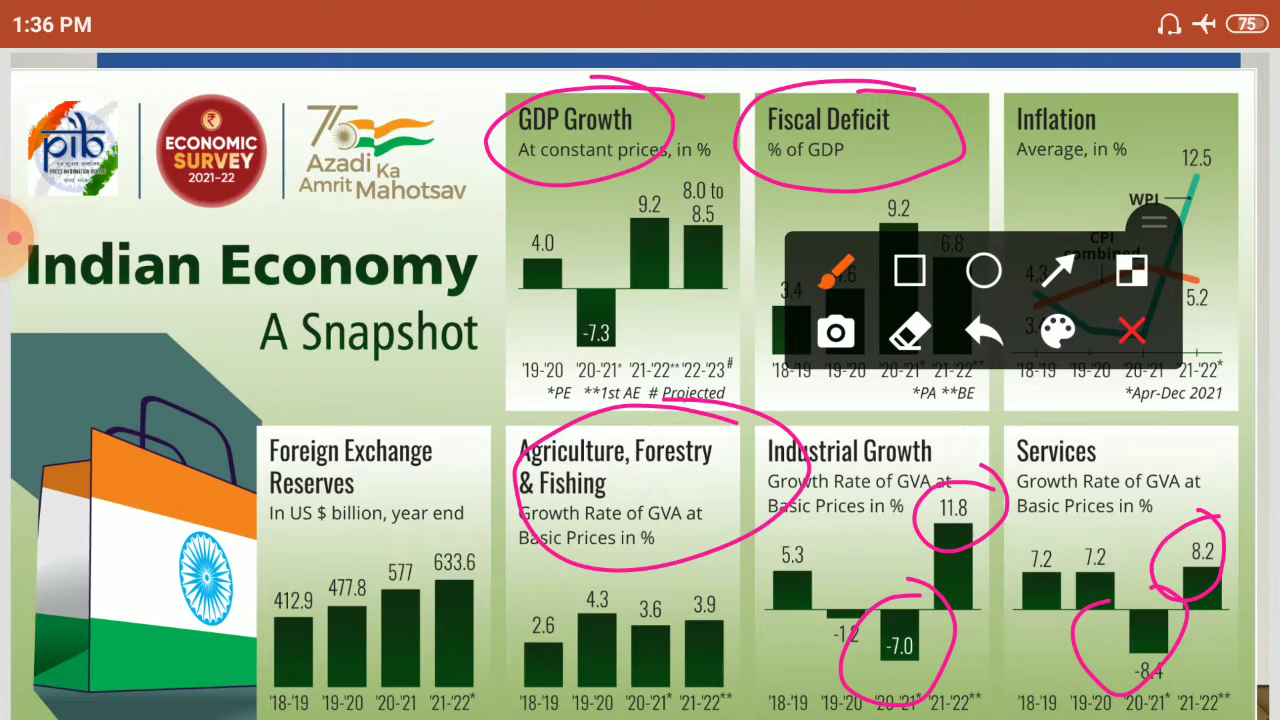 1:36 PM
75
pib
PRESS INFORMATION BUREAU
ECONOMIC
SURVEY
2021-22
75
Azadi
Ka
Amrit Mahotsav
Indian Economy
A Snapshot
GDP Growth
At constant prices, in %
4.0
-7.3
9.2
8.0 to
8.5
'19-'20 '20-'21* '21-'22** '22-'23#
*PE **1st AE # Projected
Fiscal Deficit
% of GDP
3.4
9.2
6.8
'18-'19 '19-'20 '20-'21* '21-'22**
*PA **BE
Inflation
Average, in %
12.5
WPI
CPI
combined
4.3
5.2
'18-'19 '19-'20 '20-'21 '21-'22*
*Apr-Dec 2021
Foreign Exchange
Reserves
In US $ billion, year end
412.9 477.8 577 633.6
'18-'19 '19-'20 '20-'21 '21-'22*
Agriculture, Forestry
& Fishing
Growth Rate of GVA at
Basic Prices in %
2.6 4.3 3.6 3.9
'18-'19 '19-'20 '20-'21* '21-'22**
Industrial Growth
Growth Rate of GVA at
Basic Prices in %
5.3 -1.2 -7.0 11.8
'18-'19 '19-'20 '20-'21* '21-'22**
Services
Growth Rate of GVA at
Basic Prices in %
7.2 7.2 -8.4 8.2
'18-'19 '19-'20 '20-'21* '21-'22**